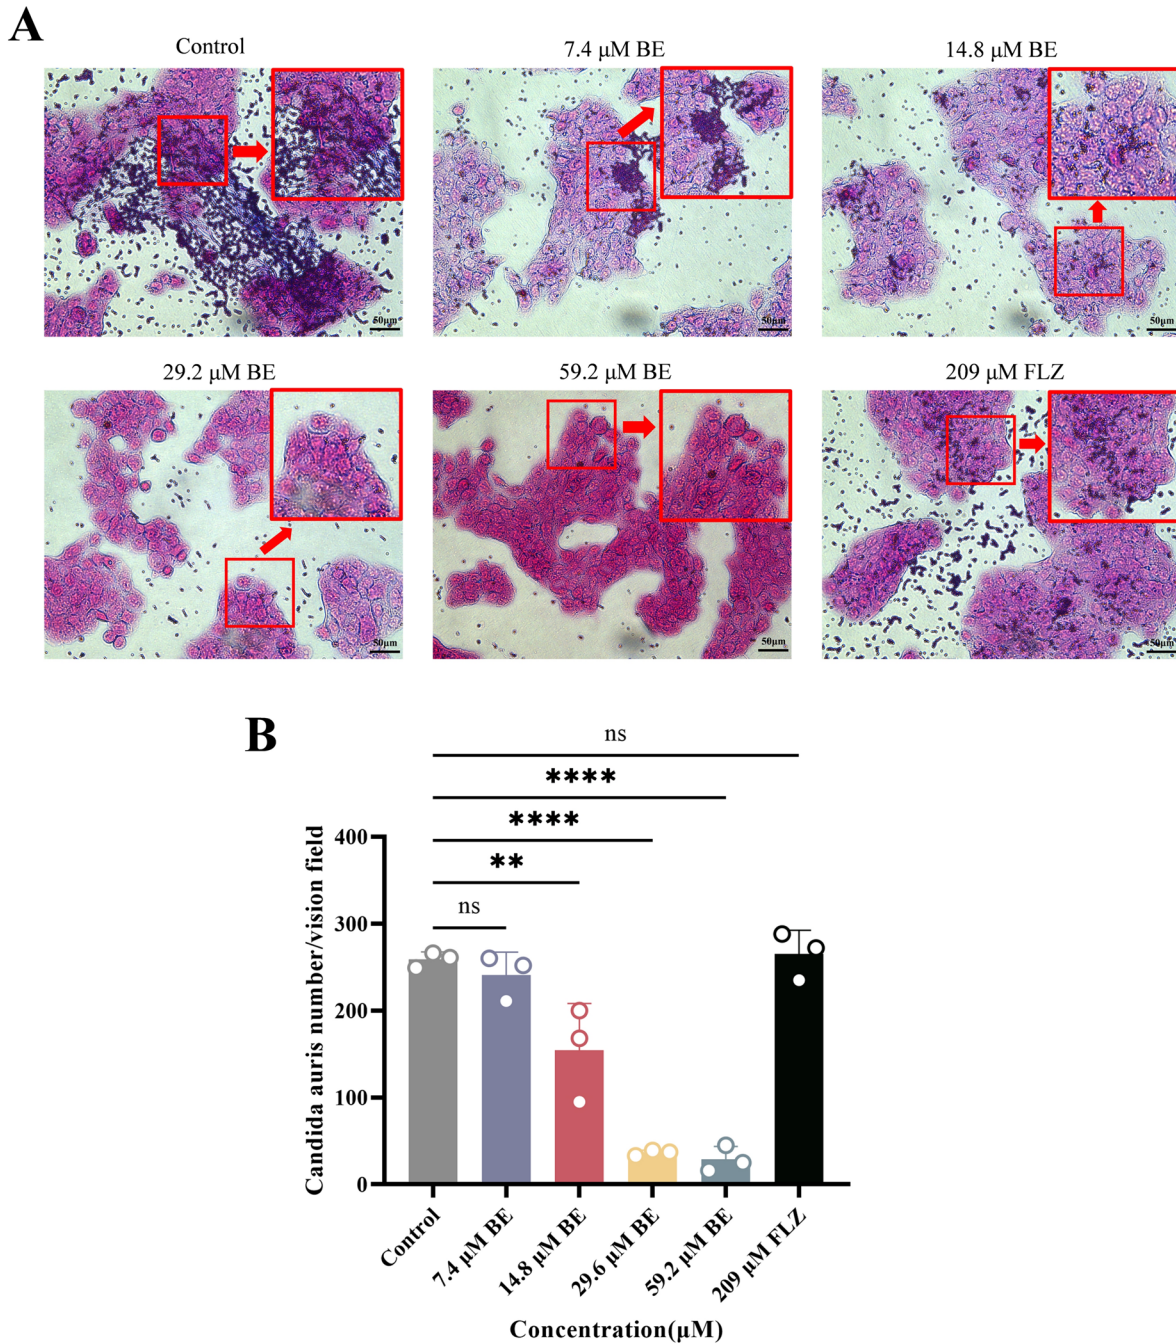 A
Control
7.4 μM BE
14.8 μM BE
50μm
50μm
50μm
29.2 μM BE
59.2 μM BE
209 μM FLZ
50μm
50μm
50μm
B
ns
****
****
**
ns
Candida auris number/vision field
400
300
200
100
0
Control
7.4 μM BE
14.8 μM BE
29.6 μM BE
59.2 μM BE
209 μM FLZ
Concentration(μM)